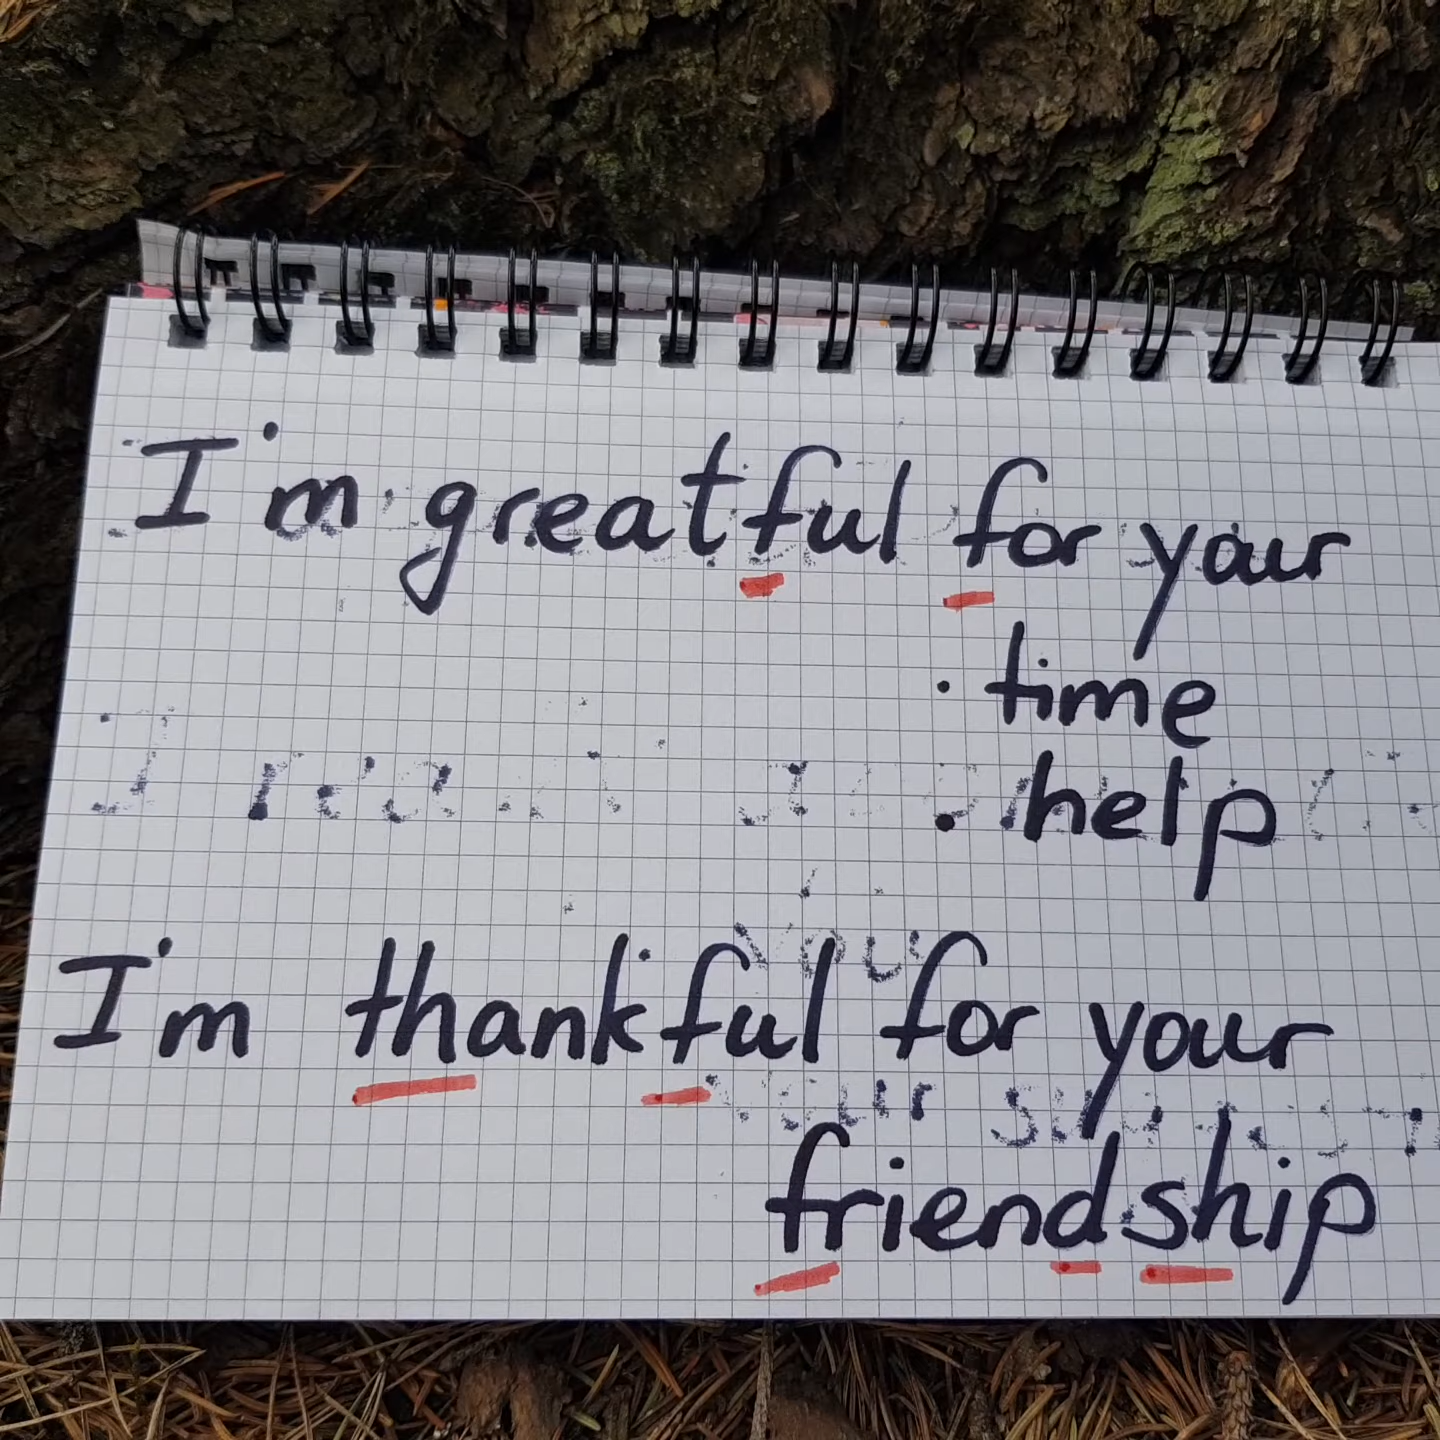 I'm greatful for your
• time
• help
I'm thankful for your
friendship